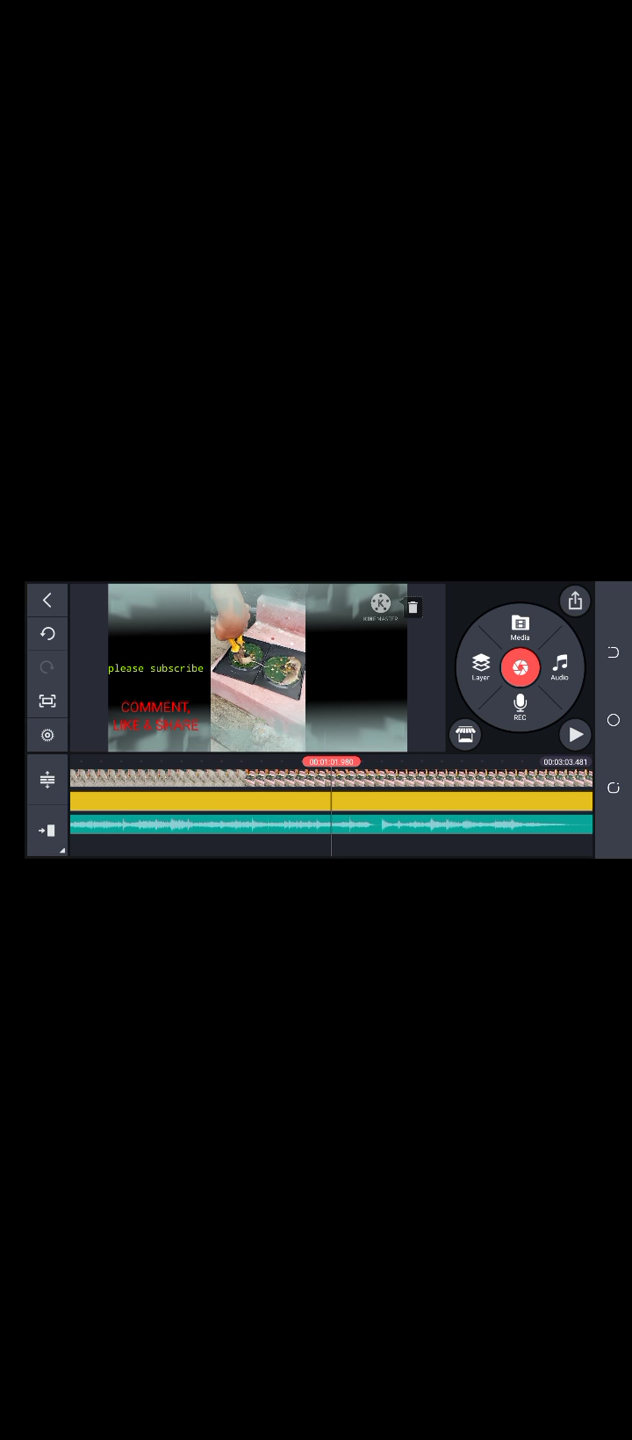 KINEMASTER
Media
please subscribe
Layer
Audio
COMMENT,
LIKE & SHARE
REC
00:01:01.980
00:03:03.481